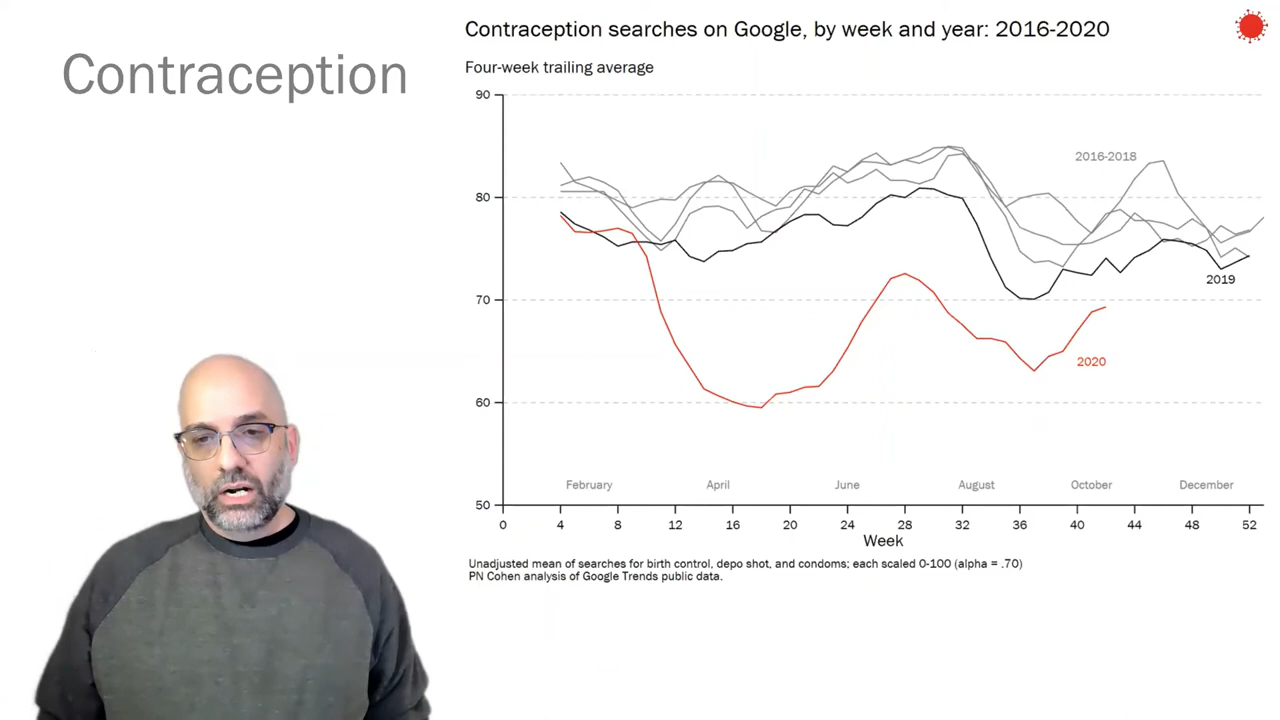 Contraception
Contraception searches on Google, by week and year: 2016-2020
Four-week trailing average
90
80
70
60
50
2016-2018
2019
2020
February April June August October December
0 4 8 12 16 20 24 28 32 36 40 44 48 52
Week
Unadjusted mean of searches for birth control, depo shot, and condoms; each scaled 0-100 (alpha = .70)
PN Cohen analysis of Google Trends public data.